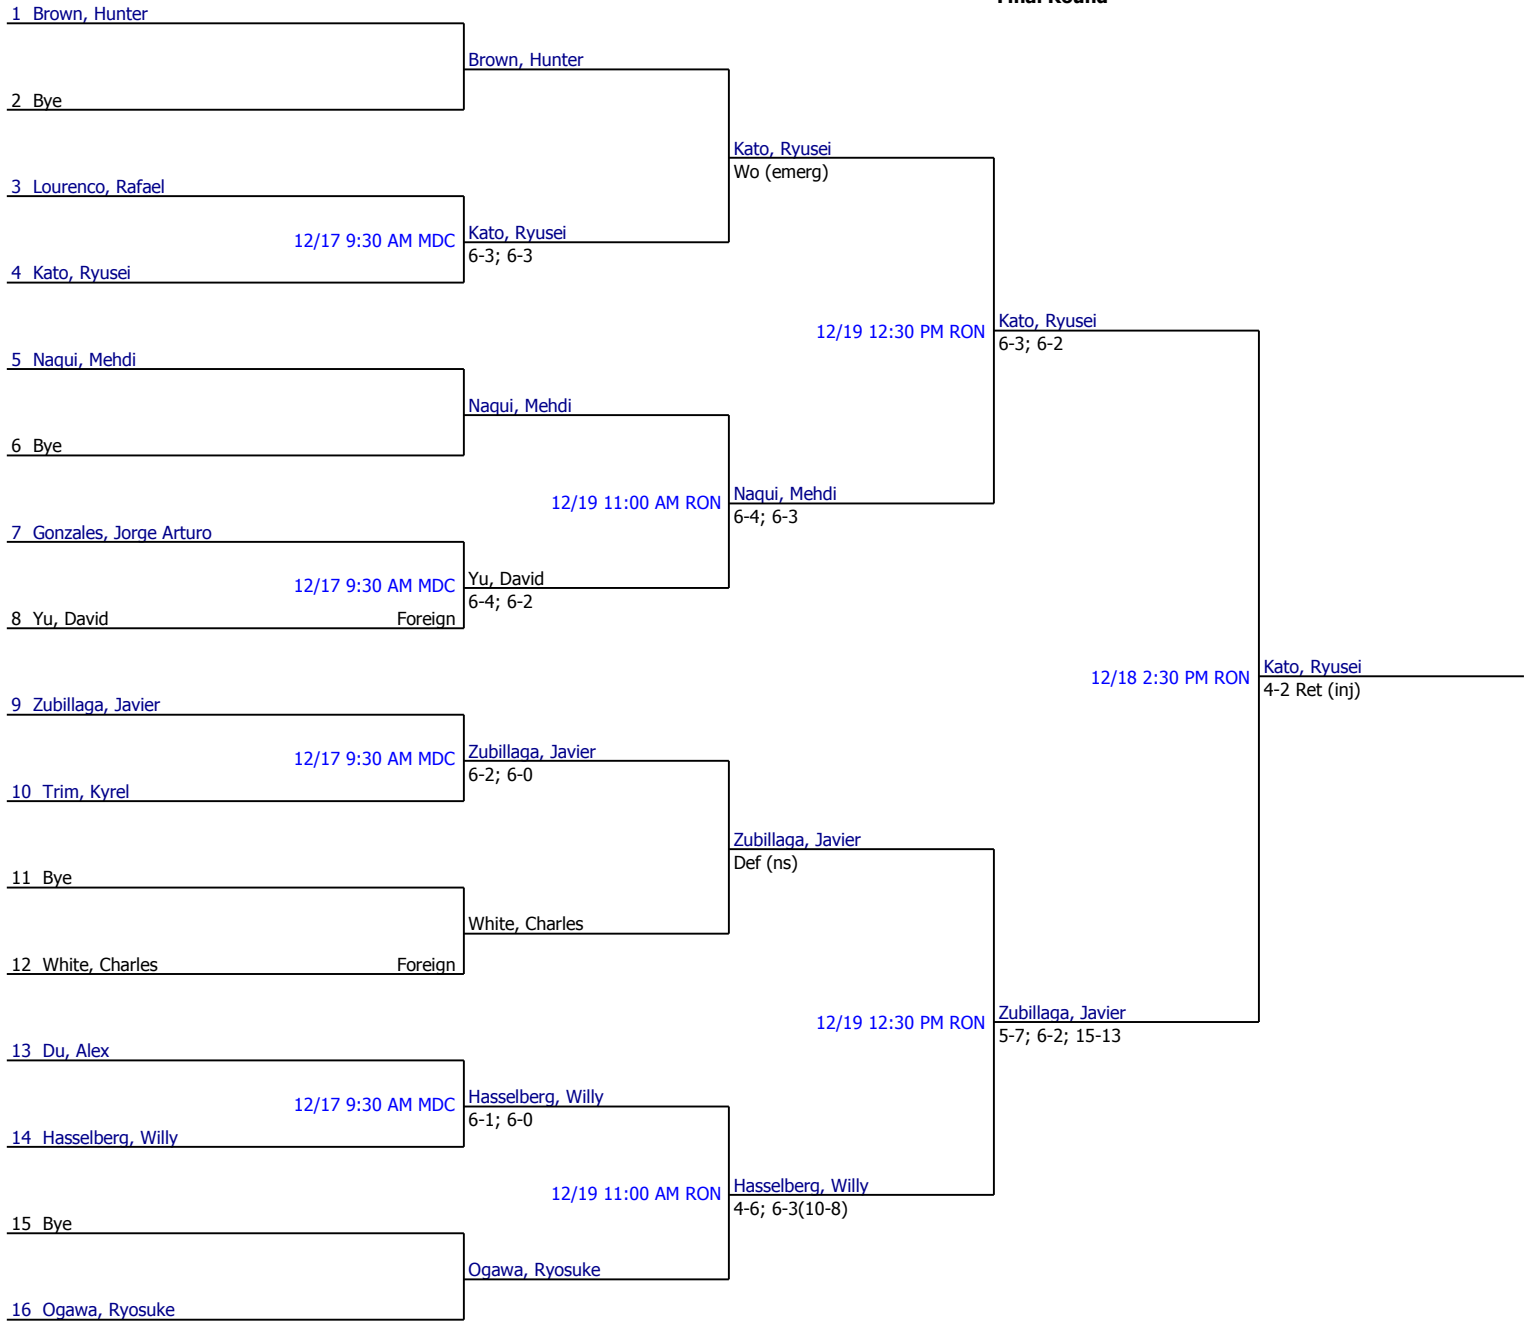 Final Round
1 Brown, Hunter
Brown, Hunter
2 Bye
Kato, Ryusei
Wo (emerg)
3 Lourenco, Rafael
12/17 9:30 AM MDC
Kato, Ryusei
6-3; 6-3
4 Kato, Ryusei
12/19 12:30 PM RON
Kato, Ryusei
6-3; 6-2
5 Naqui, Mehdi
Naqui, Mehdi
6 Bye
12/19 11:00 AM RON
Naqui, Mehdi
6-4; 6-3
7 Gonzales, Jorge Arturo
12/17 9:30 AM MDC
Yu, David
6-4; 6-2
8 Yu, David Foreign
12/18 2:30 PM RON
Kato, Ryusei
4-2 Ret (inj)
9 Zubillaga, Javier
12/17 9:30 AM MDC
Zubillaga, Javier
6-2; 6-0
10 Trim, Kyrel
Zubillaga, Javier
Def (ns)
11 Bye
White, Charles
12 White, Charles Foreign
12/19 12:30 PM RON
Zubillaga, Javier
5-7; 6-2; 15-13
13 Du, Alex
12/17 9:30 AM MDC
Hasselberg, Willy
6-1; 6-0
14 Hasselberg, Willy
12/19 11:00 AM RON
Hasselberg, Willy
4-6; 6-3(10-8)
15 Bye
Ogawa, Ryosuke
16 Ogawa, Ryosuke